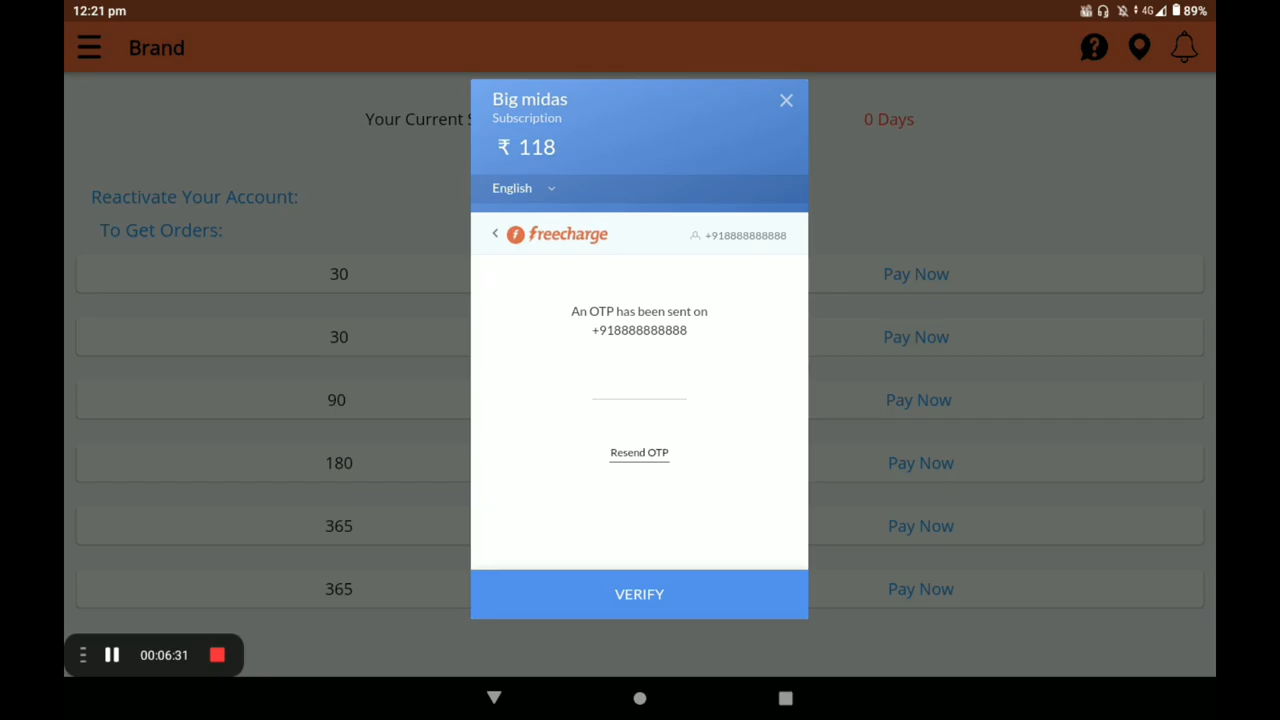 12:21 pm
4G
89%
Brand
Your Current S
0 Days
Reactivate Your Account:
To Get Orders:
Big midas
Subscription
₹ 118
English
freecharge
+918888888888
An OTP has been sent on
+918888888888
Resend OTP
VERIFY
30
Pay Now
30
Pay Now
90
Pay Now
180
Pay Now
365
Pay Now
365
Pay Now
00:06:31